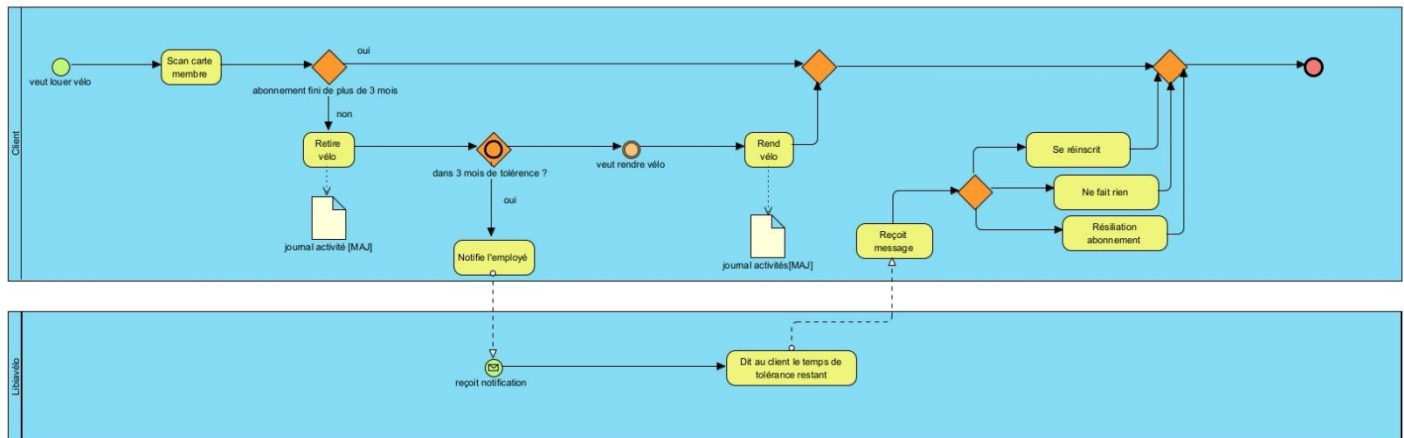 Client
veut louer vélo
Scan carte
membre
oui
abonnement fini de plus de 3 mois
non
Retire
vélo
journal activité [MAJ]
dans 3 mois de tolérence ?
oui
Notifie l'employé
veut rendre vélo
Rend
vélo
journal activités[MAJ]
Reçoit
message
Se réinscrit
Ne fait rien
Résiliation
abonnement
Libiavélo
reçoit notification
Dit au client le temps de
tolérance restant